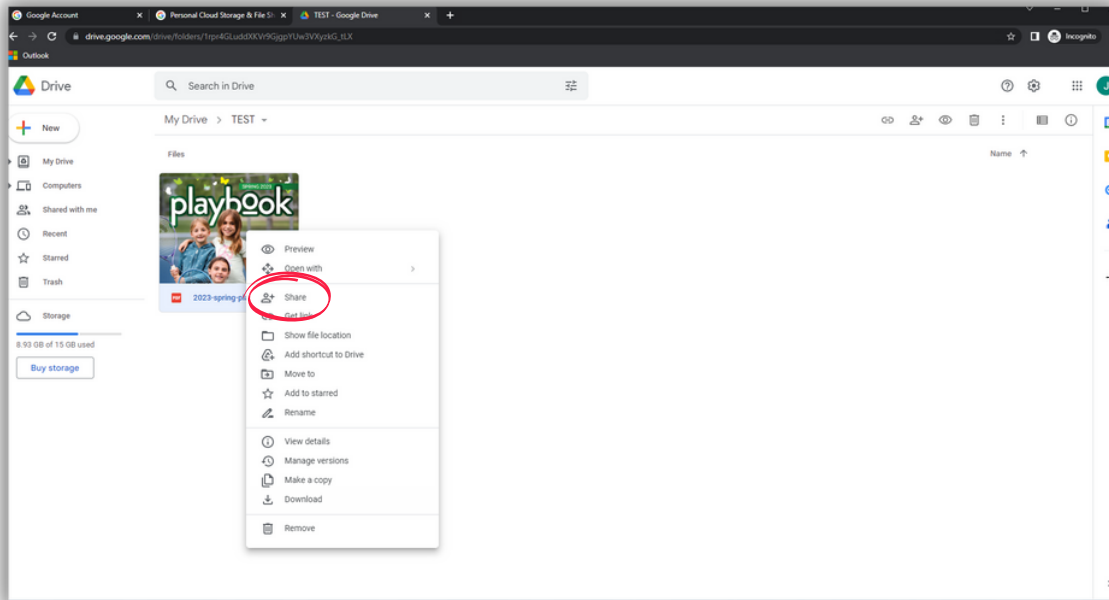 Google Account
Personal Cloud Storage & File Sh
TEST - Google Drive
drive.google.com/drive/folders/1rpr4GLuddXKVr9GjgpYUw3VXyzkG_tLX
Incognito
Outlook
Drive
Search in Drive
New
My Drive > TEST
My Drive
Computers
Shared with me
Recent
Starred
Trash
Storage
8.93 GB of 15 GB used
Buy storage
Files
Name
SPRING 2023
playbook
PDF
2023-spring-pl
Preview
Open with
Share
Get link
Show file location
Add shortcut to Drive
Move to
Add to starred
Rename
View details
Manage versions
Make a copy
Download
Remove